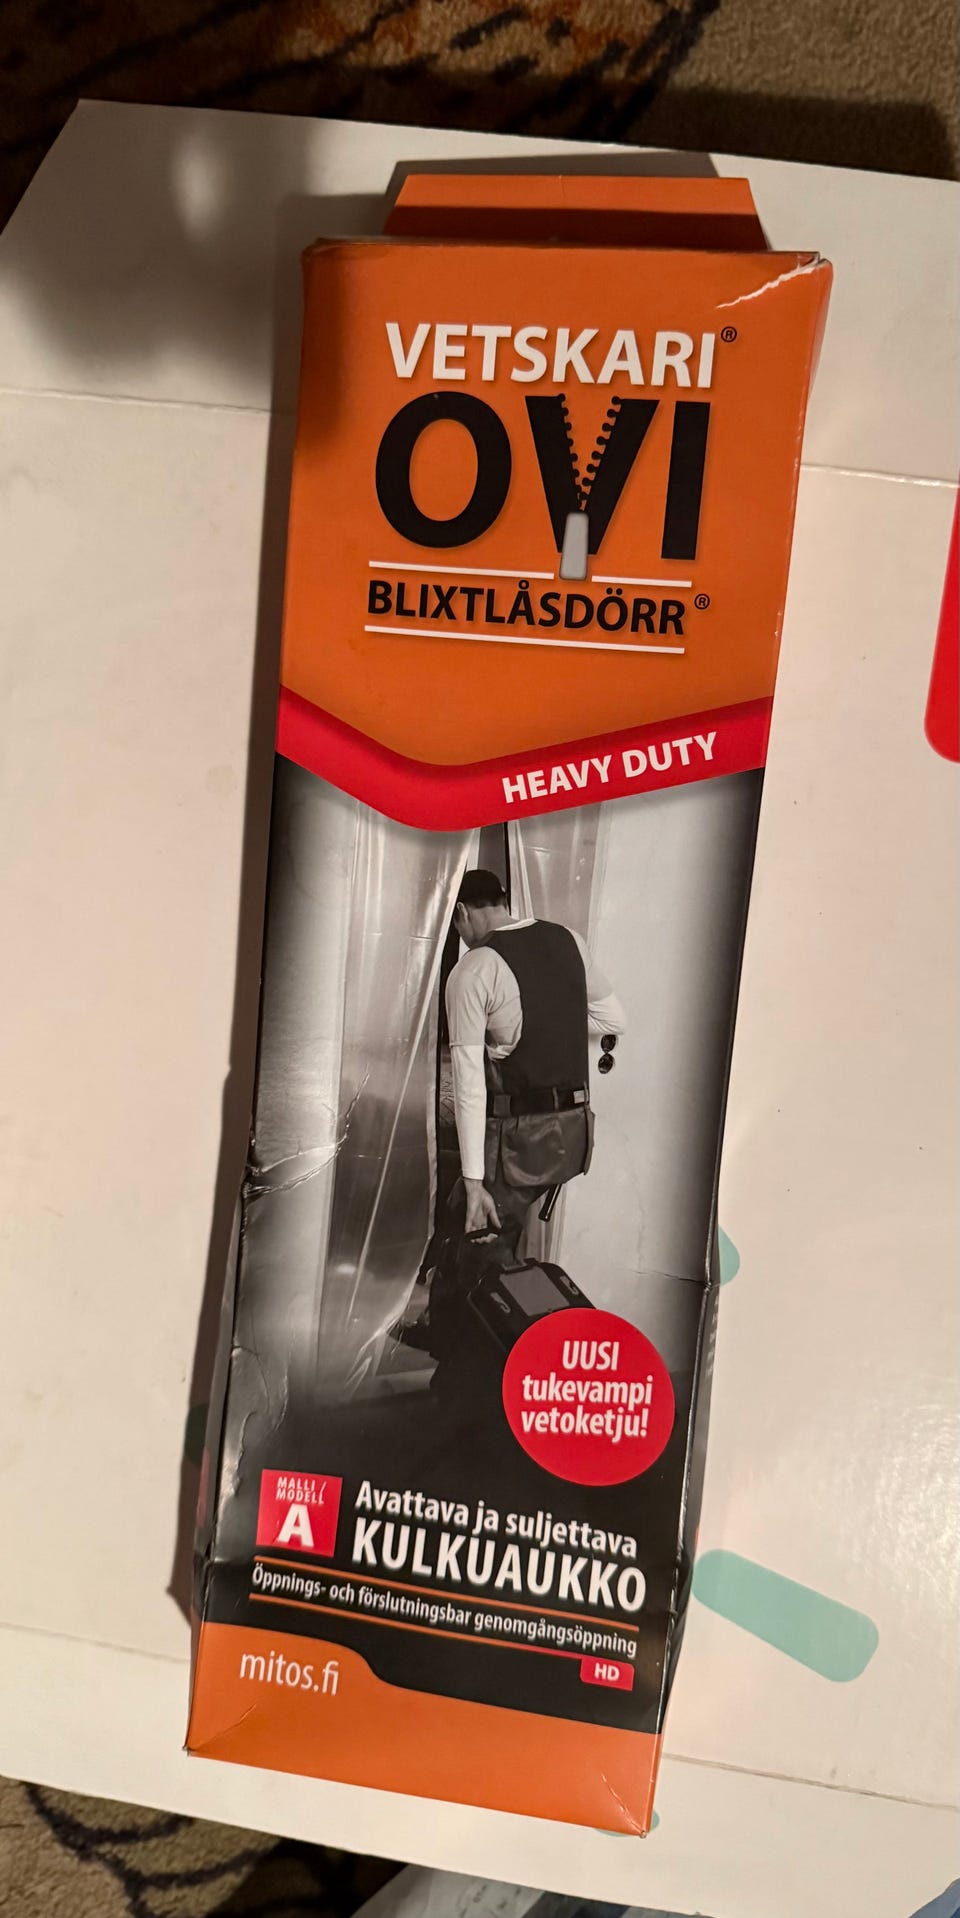 VETSKARI®
OVI
BLIXTLÅSDÖRR®
HEAVY DUTY
UUSI
tukevampi
vetoketju!
MALLI /
MODELL
A
Avattava ja suljettava
KULKUAUKKO
Öppnings- och förslutningsbar genomgångsöppning
HD
mitos.fi